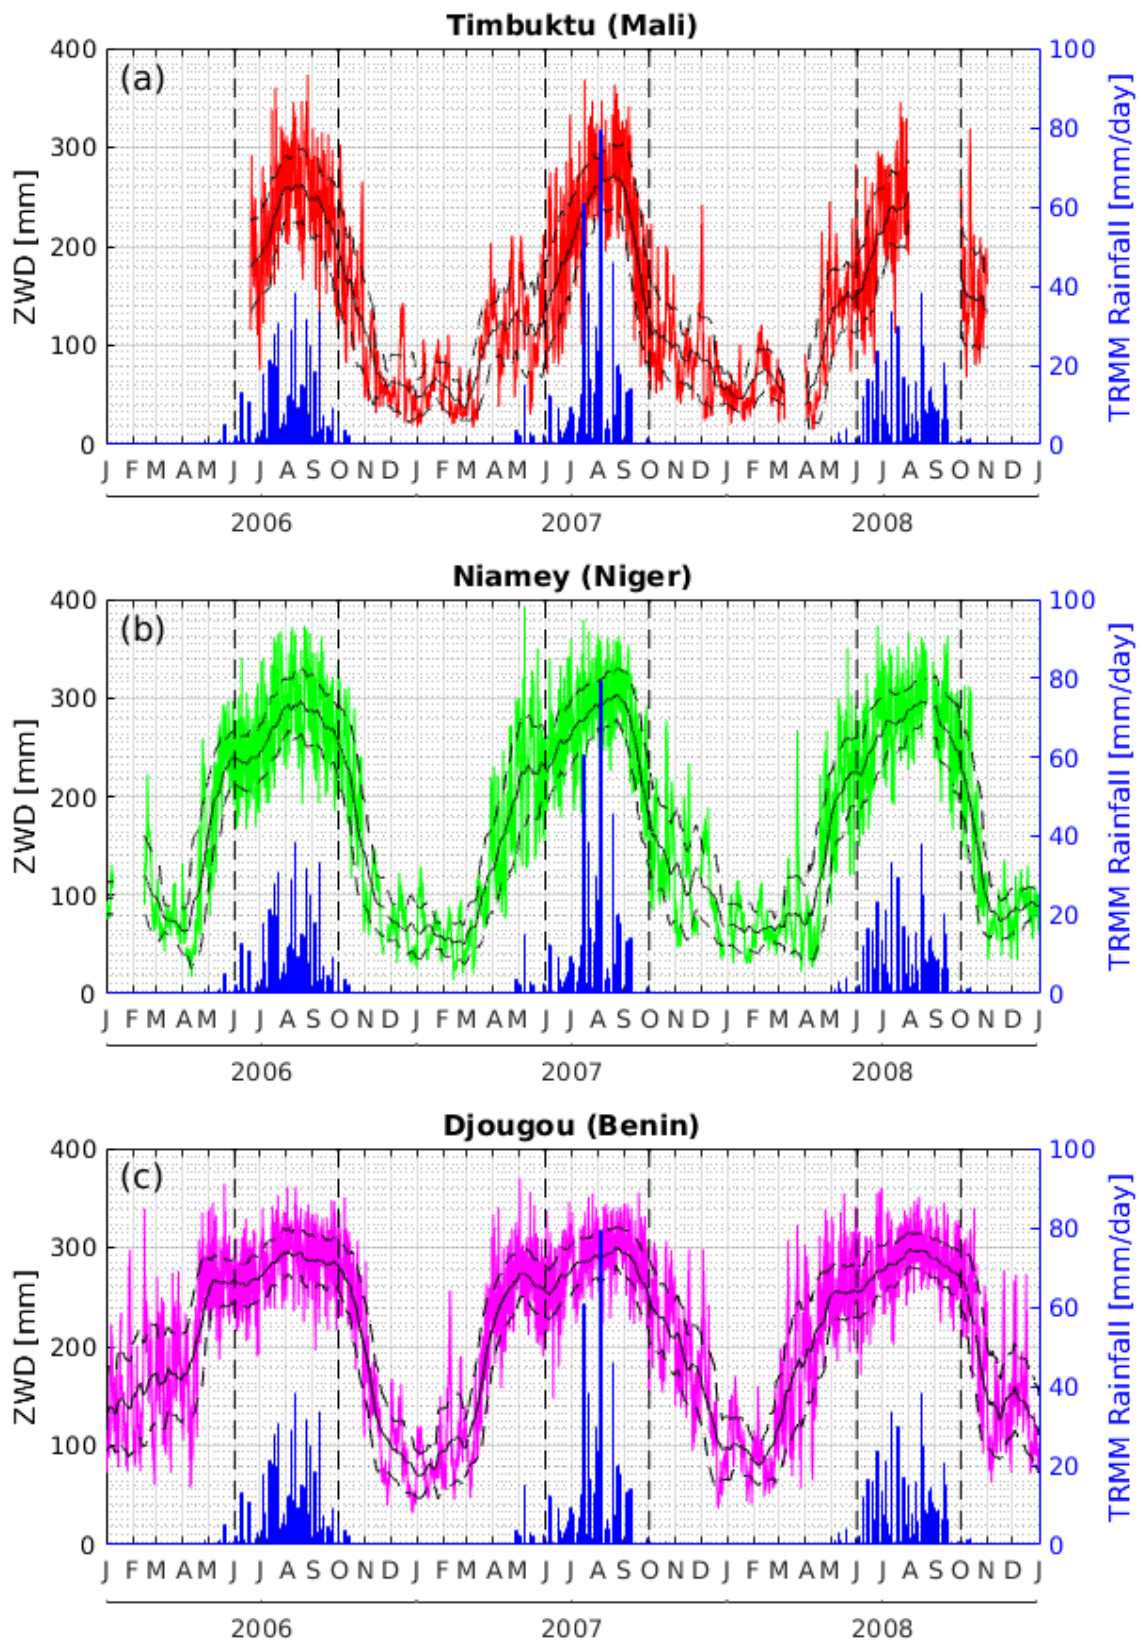 Timbuktu (Mali)
(a)
400
300
200
100
0
ZWD [mm]
100
80
60
40
20
0
TRMM Rainfall [mm/day]
J F M A M J J A S O N D J F M A M J J A S O N D J F M A M J J A S O N D J
2006 2007 2008
Niamey (Niger)
(b)
400
300
200
100
0
ZWD [mm]
100
80
60
40
20
0
TRMM Rainfall [mm/day]
J F M A M J J A S O N D J F M A M J J A S O N D J F M A M J J A S O N D J
2006 2007 2008
Djougou (Benin)
(c)
400
300
200
100
0
ZWD [mm]
100
80
60
40
20
0
TRMM Rainfall [mm/day]
J F M A M J J A S O N D J F M A M J J A S O N D J F M A M J J A S O N D J
2006 2007 2008